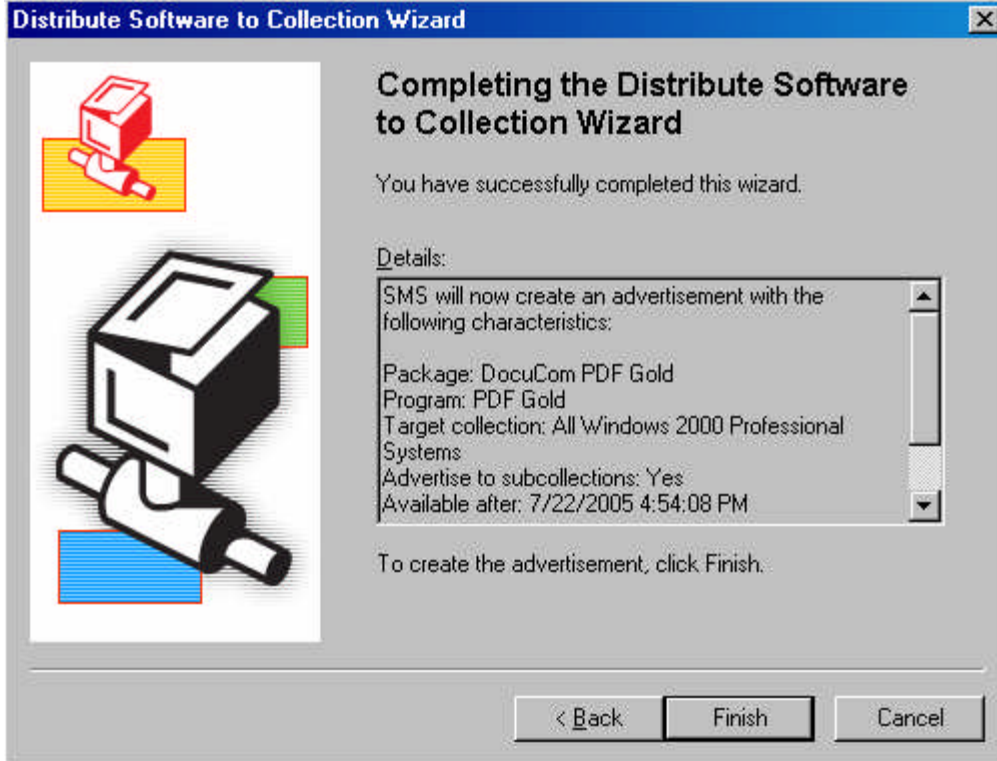 Distribute Software to Collection Wizard
Completing the Distribute Software
to Collection Wizard
You have successfully completed this wizard.
Details:
SMS will now create an advertisement with the
following characteristics:
Package: DocuCom PDF Gold
Program: PDF Gold
Target collection: All Windows 2000 Professional
Systems
Advertise to subcollections: Yes
Available after: 7/22/2005 4:54:08 PM
To create the advertisement, click Finish.
< Back
Finish
Cancel